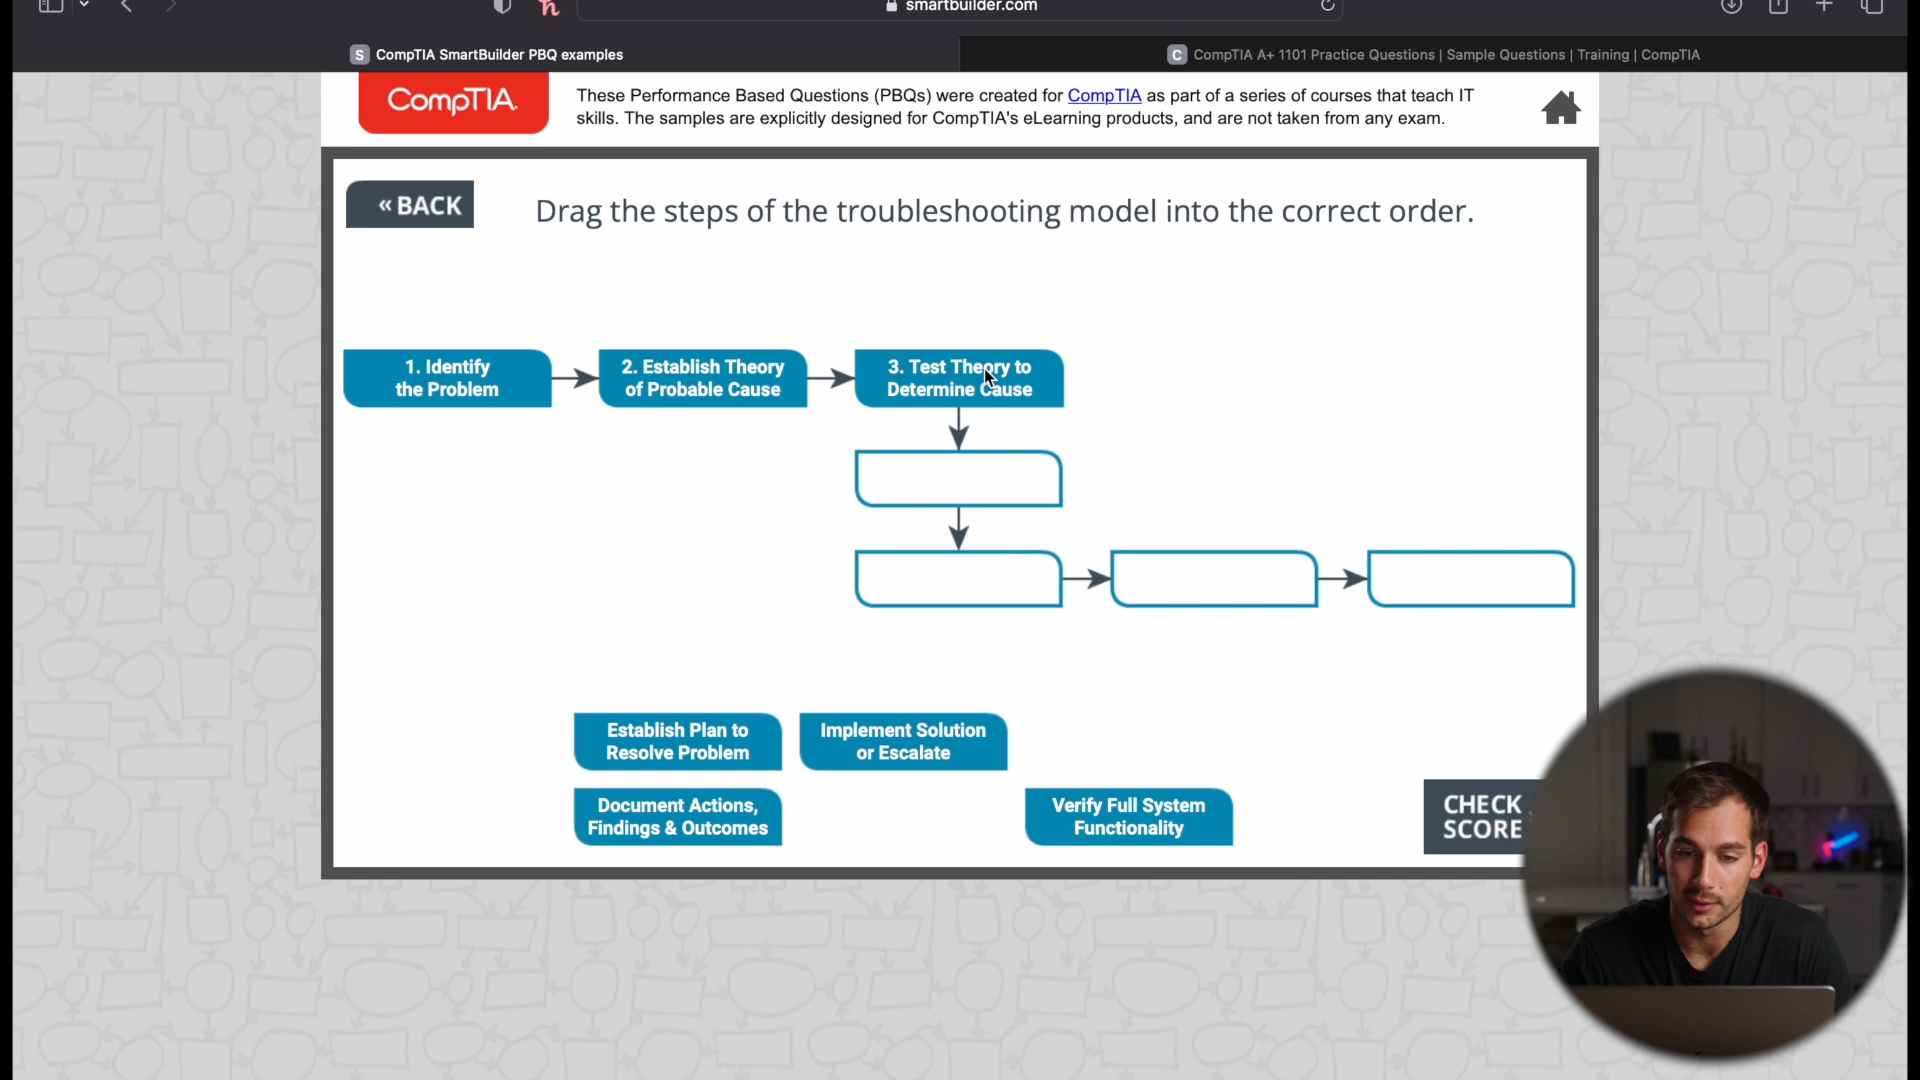 smartbuilder.com
S CompTIA SmartBuilder PBQ examples
C CompTIA A+ 1101 Practice Questions | Sample Questions | Training | CompTIA
CompTIA.
These Performance Based Questions (PBQs) were created for CompTIA as part of a series of courses that teach IT
skills. The samples are explicitly designed for CompTIA's eLearning products, and are not taken from any exam.
« BACK
Drag the steps of the troubleshooting model into the correct order.
1. Identify
the Problem
2. Establish Theory
of Probable Cause
3. Test Theory to
Determine Cause
Establish Plan to
Resolve Problem
Implement Solution
or Escalate
Document Actions,
Findings & Outcomes
Verify Full System
Functionality
CHECK
SCORE